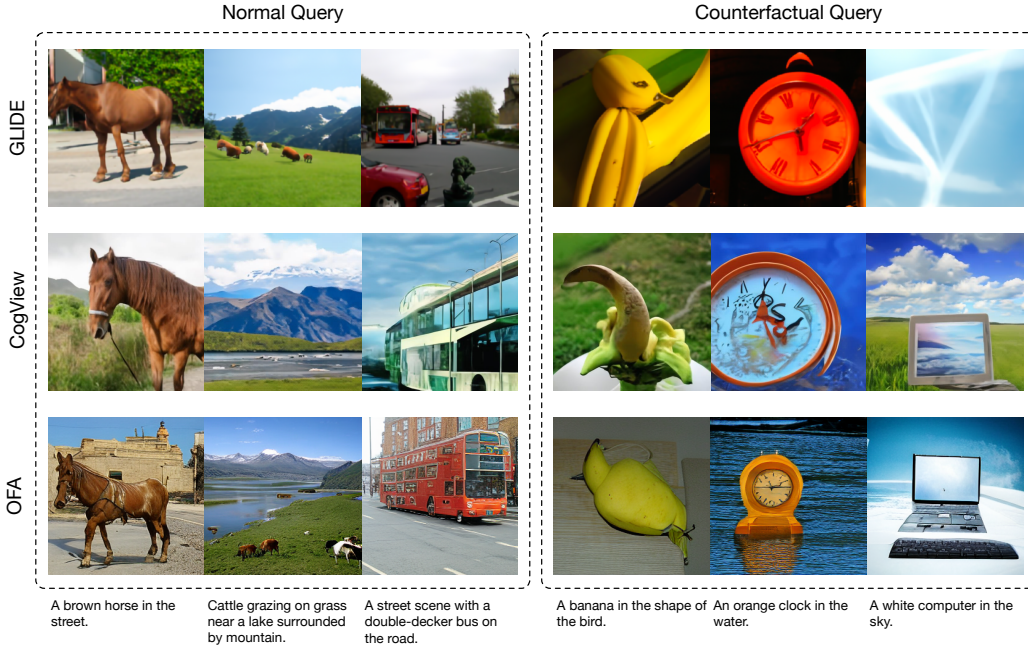 Normal Query
Counterfactual Query
GLIDE
CogView
OFA
A brown horse in the
street.
Cattle grazing on grass
near a lake surrounded
by mountain.
A street scene with a
double-decker bus on
the road.
A banana in the shape of
the bird.
An orange clock in the
water.
A white computer in the
sky.